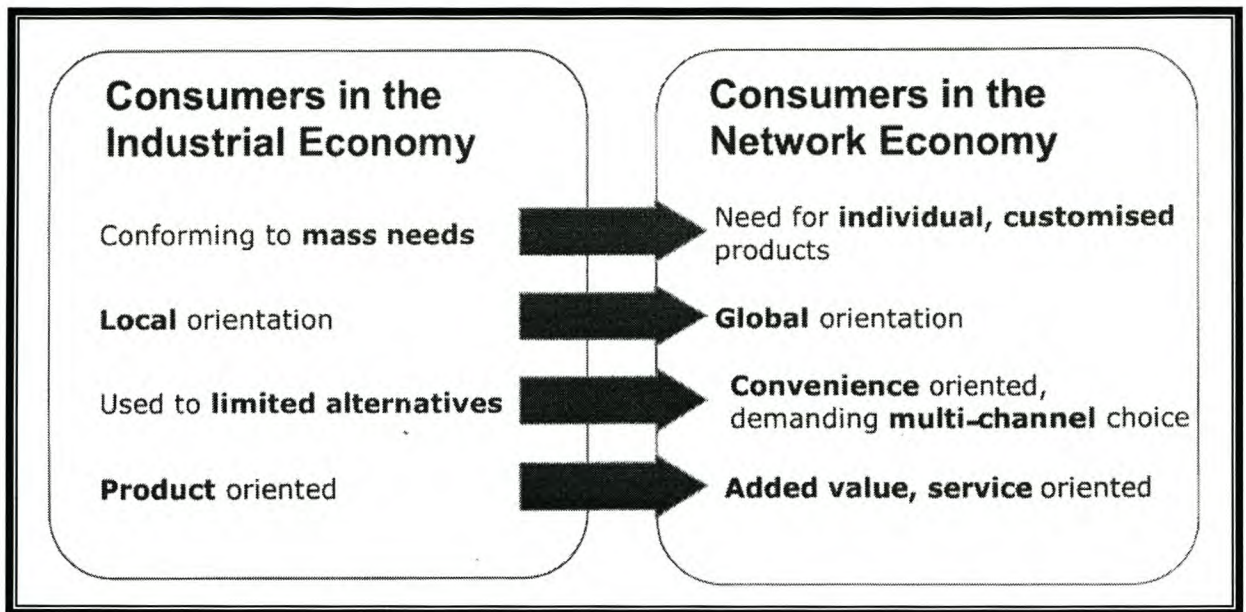 Consumers in the
Industrial Economy
Conforming to mass needs
Local orientation
Used to limited alternatives
Product oriented
Consumers in the
Network Economy
Need for individual, customised
products
Global orientation
Convenience oriented,
demanding multi-channel choice
Added value, service oriented